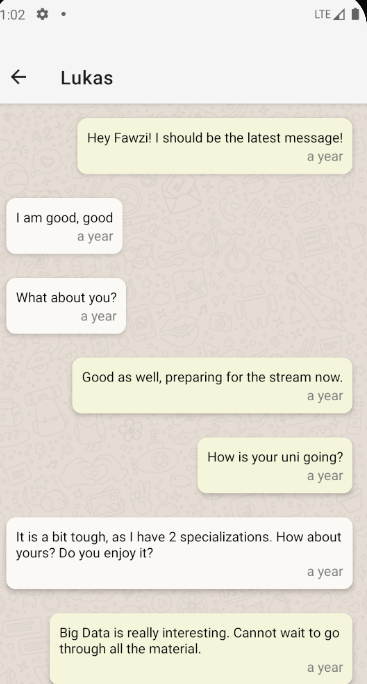 1:02 LTE
Lukas
Hey Fawzi! I should be the latest message!
a year
I am good, good
a year
What about you?
a year
Good as well, preparing for the stream now.
a year
How is your uni going?
a year
It is a bit tough, as I have 2 specializations. How about
yours? Do you enjoy it?
a year
Big Data is really interesting. Cannot wait to go
through all the material.
a year